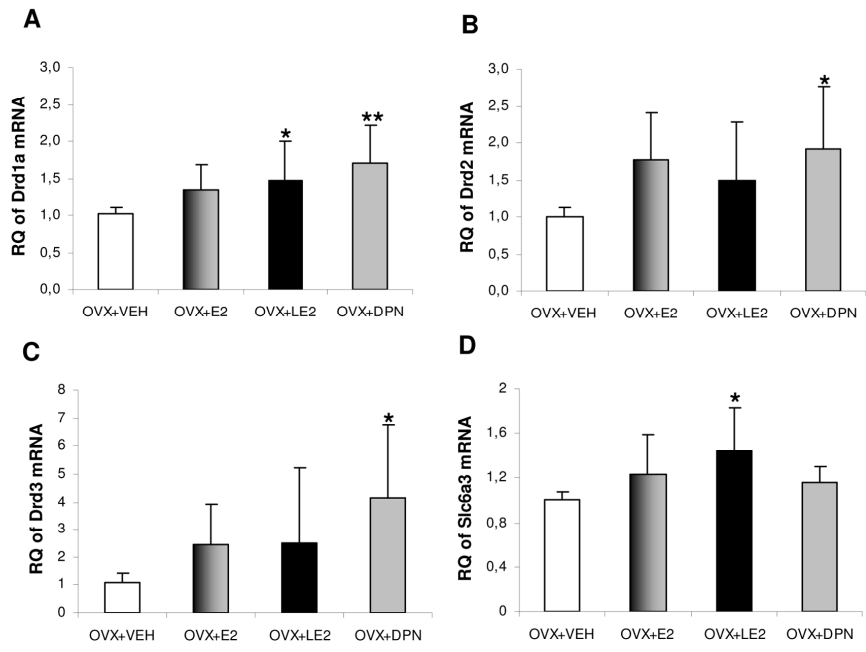 A
RQ of Drd1a mRNA
3,0
2,5
2,0
1,5
1,0
0,5
0,0
*
**
OVX+VEH OVX+E2 OVX+LE2 OVX+DPN
B
RQ of Drd2 mRNA
3,0
2,5
2,0
1,5
1,0
0,5
0,0
*
OVX+VEH OVX+E2 OVX+LE2 OVX+DPN
C
RQ of Drd3 mRNA
8
7
6
5
4
3
2
1
0
*
OVX+VEH OVX+E2 OVX+LE2 OVX+DPN
D
RQ of Slc6a3 mRNA
2
1,6
1,2
0,8
0,4
0
*
OVX+VEH OVX+E2 OVX+LE2 OVX+DPN